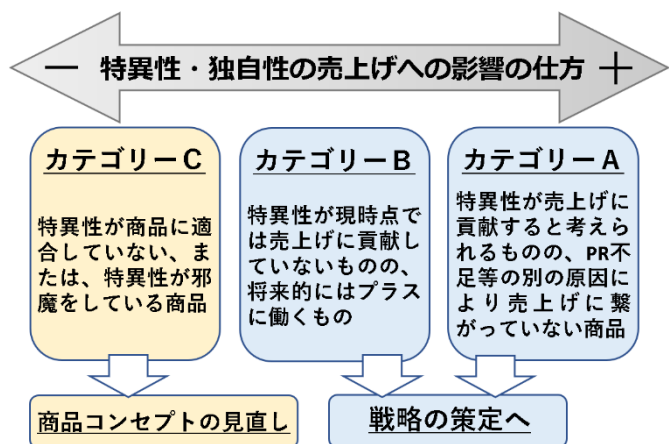 − 特異性・独自性の売上げへの影響の仕方 ＋
カテゴリーC
特異性が商品に適
合していない、ま
たは、特異性が邪
魔をしている商品
カテゴリーB
特異性が現時点で
は売上げに貢献し
ていないものの、
将来的にはプラス
に働くもの
カテゴリーA
特異性が売上げに
貢献すると考えら
れるものの、PR不
足等の別の原因に
より売上げに繋
がっていない商品
商品コンセプトの見直し
戦略の策定へ